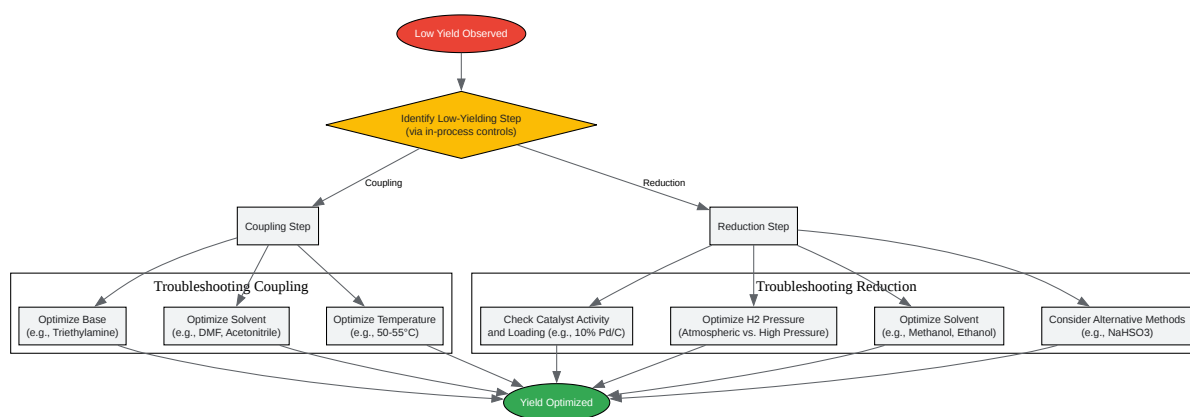 Low Yield Observed
Identify Low-Yielding Step
(via in-process controls)
Coupling
Reduction
Coupling Step
Reduction Step
Troubleshooting Coupling
Troubleshooting Reduction
Optimize Base
(e.g., Triethylamine)
Optimize Solvent
(e.g., DMF, Acetonitrile)
Optimize Temperature
(e.g., 50-55°C)
Check Catalyst Activity
and Loading (e.g., 10% Pd/C)
Optimize H2 Pressure
(Atmospheric vs. High Pressure)
Optimize Solvent
(e.g., Methanol, Ethanol)
Consider Alternative Methods
(e.g., NaHSO3)
Yield Optimized